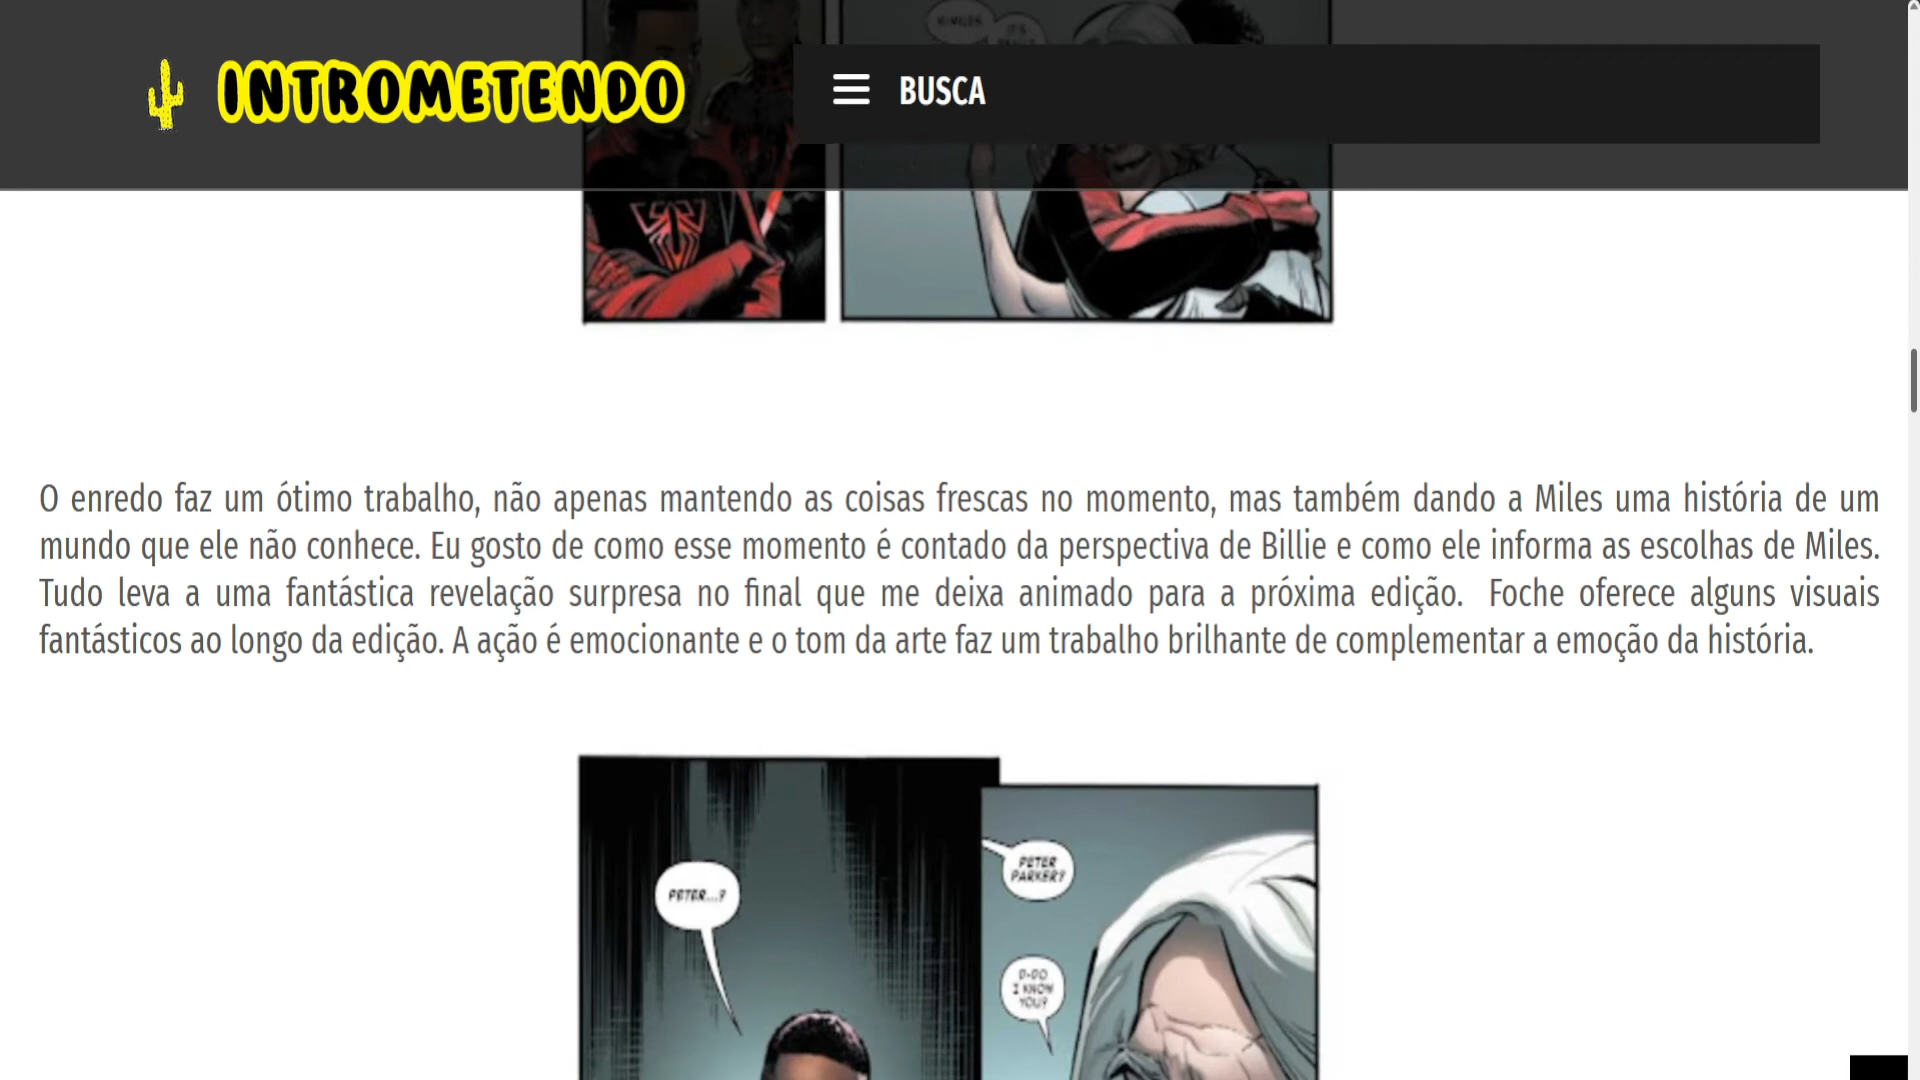 INTROMETENDO
BUSCA
O enredo faz um ótimo trabalho, não apenas mantendo as coisas frescas no momento, mas também dando a Miles uma história de um
mundo que ele não conhece. Eu gosto de como esse momento é contado da perspectiva de Billie e como ele informa as escolhas de Miles.
Tudo leva a uma fantástica revelação surpresa no final que me deixa animado para a próxima edição.  Foche oferece alguns visuais
fantásticos ao longo da edição. A ação é emocionante e o tom da arte faz um trabalho brilhante de complementar a emoção da história.
PETER...?
PETER
PARKER?
D-DO
I KNOW
YOU?